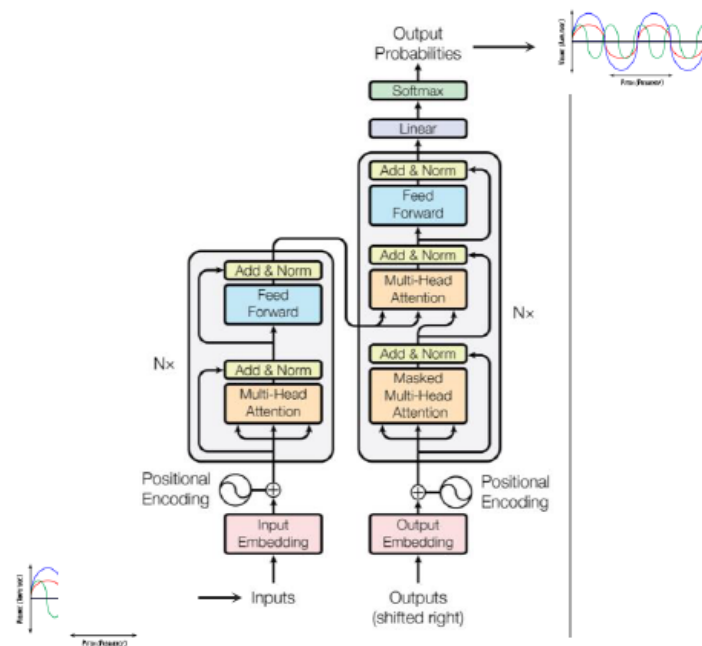 Output
Probabilities
Softmax
Linear
Add & Norm
Feed
Forward
Add & Norm
Multi-Head
Attention
Nx
Add & Norm
Masked
Multi-Head
Attention
Add & Norm
Feed
Forward
Nx
Add & Norm
Multi-Head
Attention
Positional
Encoding
Positional
Encoding
Input
Embedding
Output
Embedding
Inputs
Outputs
(shifted right)